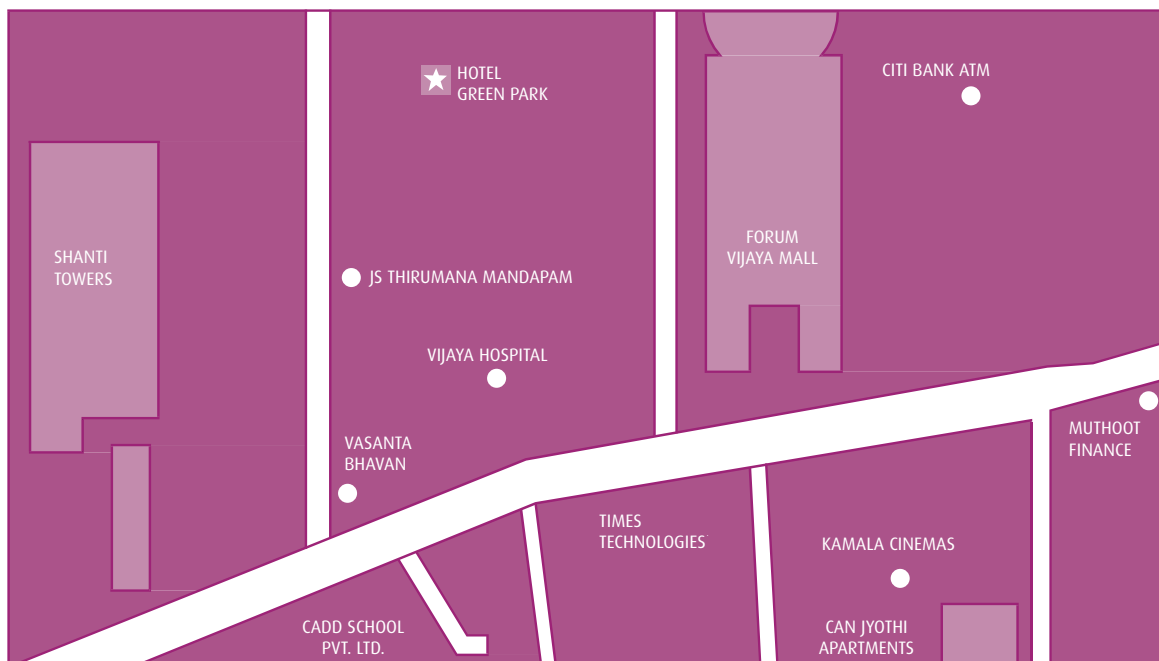 HOTEL
GREEN PARK
CITI BANK ATM
FORUM
VIJAYA MALL
SHANTI
TOWERS
JS THIRUMANA MANDAPAM
VIJAYA HOSPITAL
VASANTA
BHAVAN
MUTHOOT
FINANCE
TIMES
TECHNOLOGIES
KAMALA CINEMAS
CADD SCHOOL
PVT. LTD.
CAN JYOTHI
APARTMENTS